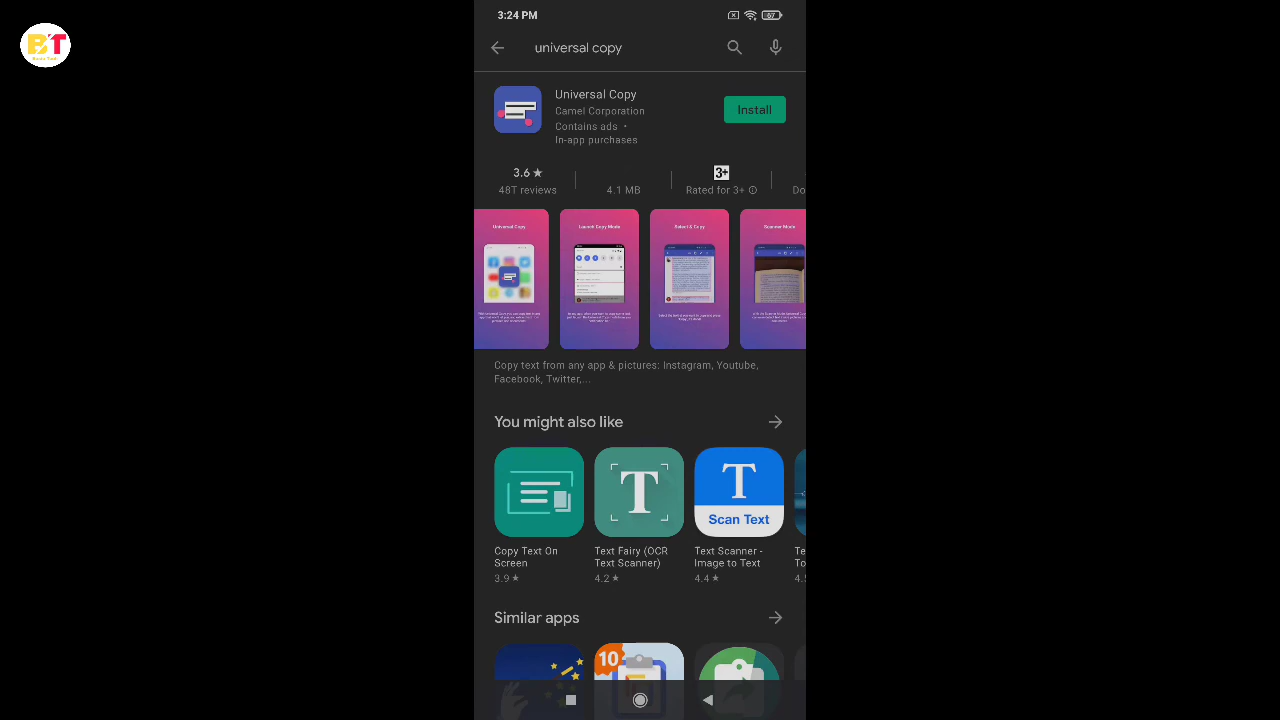 3:24 PM
67
BT
universal copy
Universal Copy
Camel Corporation
Contains ads •
In-app purchases
Install
3.6★
48T reviews
4.1 MB
3+
Rated for 3+
Do
Universal Copy
Launch Copy Mode
Select & Copy
Scanner Mode
Copy text from any app & pictures: Instagram, Youtube,
Facebook, Twitter,...
You might also like
T
T
Scan Text
Copy Text On
Screen
3.9★
Text Fairy (OCR
Text Scanner)
4.2★
Text Scanner -
Image to Text
4.4★
Te
To
4.
Similar apps
10